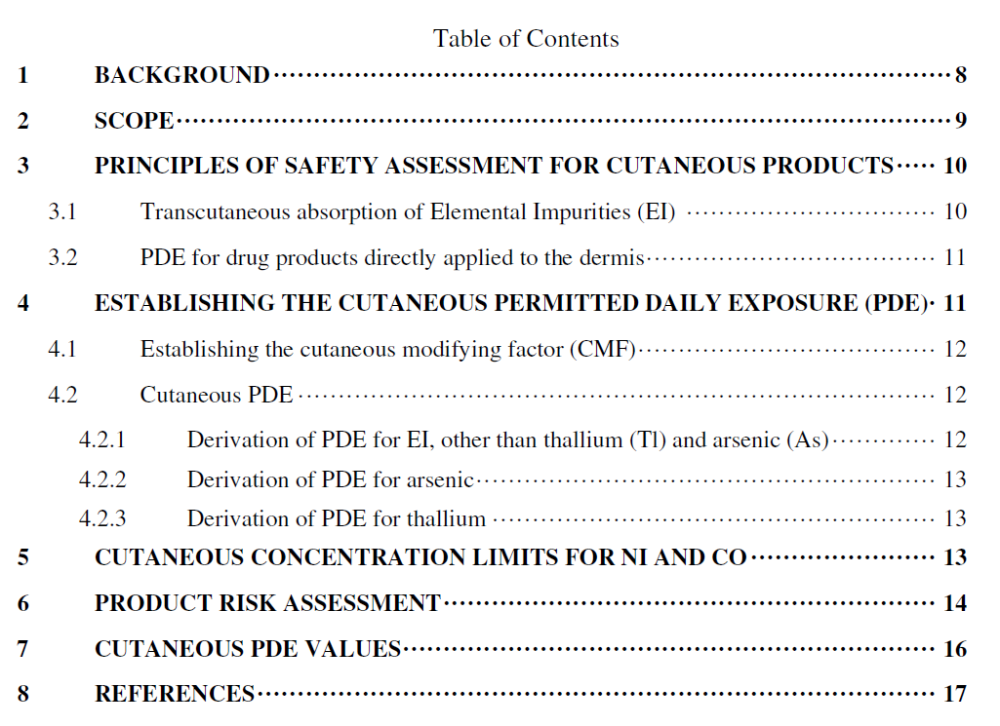 Table of Contents
1 BACKGROUND 8
2 SCOPE 9
3 PRINCIPLES OF SAFETY ASSESSMENT FOR CUTANEOUS PRODUCTS 10
3.1 Transcutaneous absorption of Elemental Impurities (EI) 10
3.2 PDE for drug products directly applied to the dermis 11
4 ESTABLISHING THE CUTANEOUS PERMITTED DAILY EXPOSURE (PDE) 11
4.1 Establishing the cutaneous modifying factor (CMF) 12
4.2 Cutaneous PDE 12
4.2.1 Derivation of PDE for EI, other than thallium (Tl) and arsenic (As) 12
4.2.2 Derivation of PDE for arsenic 13
4.2.3 Derivation of PDE for thallium 13
5 CUTANEOUS CONCENTRATION LIMITS FOR NI AND CO 13
6 PRODUCT RISK ASSESSMENT 14
7 CUTANEOUS PDE VALUES 16
8 REFERENCES 17